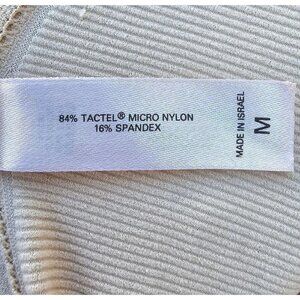 84% TACTEL® MICRO NYLON
16% SPANDEX
MADE IN ISRAEL
M